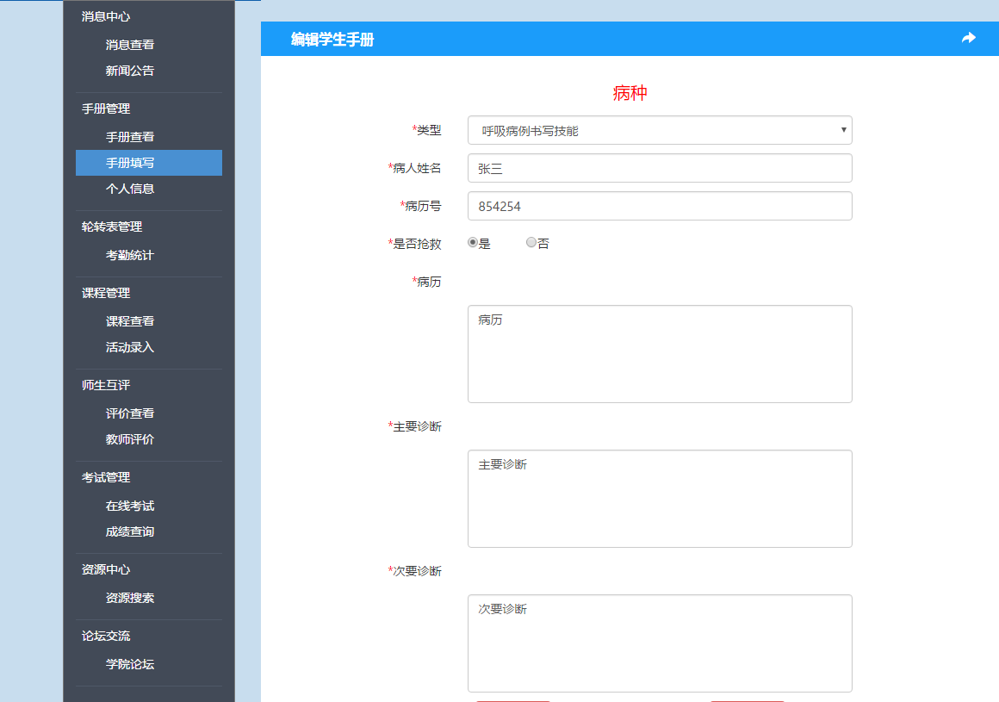 消息中心
消息查看
新闻公告
手册管理
手册查看
手册填写
个人信息
轮转表管理
考勤统计
课程管理
课程查看
活动录入
师生互评
评价查看
教师评价
考试管理
在线考试
成绩查询
资源中心
资源搜索
论坛交流
学院论坛
编辑学生手册
病种
*类型 呼吸病例书写技能
*病人姓名 张三
*病历号 854254
*是否抢救 是 否
*病历
病历
*主要诊断
主要诊断
*次要诊断
次要诊断